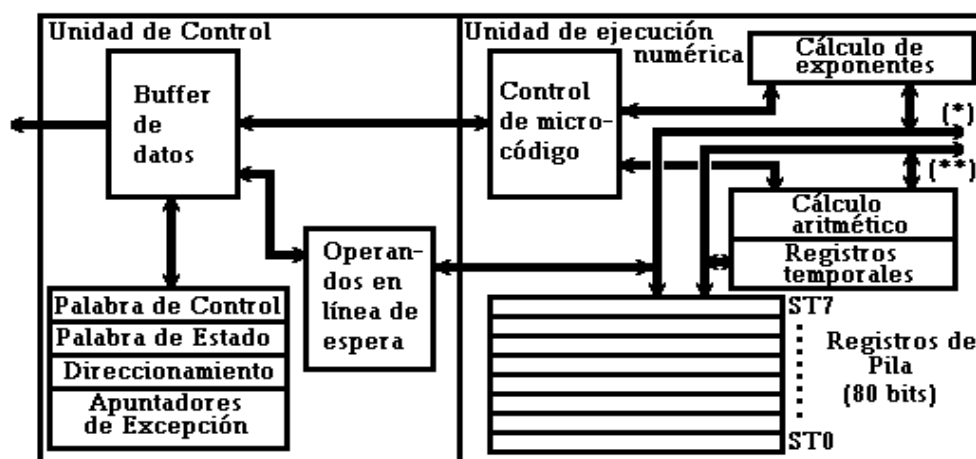 Unidad de Control
Buffer
de
datos
Operan-
dos en
línea de
espera
Palabra de Control
Palabra de Estado
Direccionamiento
Apuntadores
de Excepción
Unidad de ejecución
numérica
Control
de micro-
código
Cálculo de
exponentes
(*)
(**)
Cálculo
aritmético
Registros
temporales
ST7
Registros de
Pila
(80 bits)
ST0